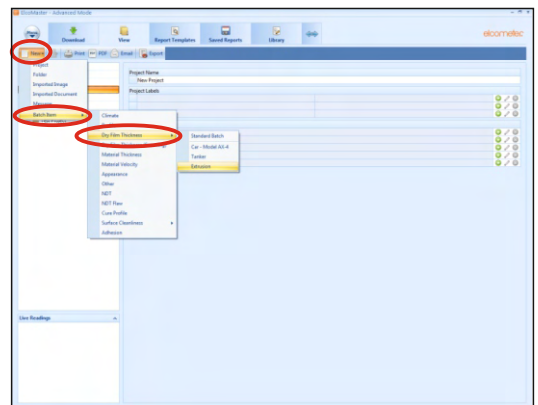 ElcoMaster - Advanced Mode
Download
View
Report Templates
Saved Reports
Library
elcometer
New
Print
PDF
Email
Export
Project
Folder
Imported Image
Imported Document
Batch Item
Climate
Dry Film Thickness
Material Thickness
Material Velocity
Appearance
Other
NDT
NDT Flaw
Cure Profile
Surface Cleanliness
Adhesion
Standard Batch
Car - Model AX-4
Tanker
Extrusion
Project Name
New Project
Project Labels
Live Readings